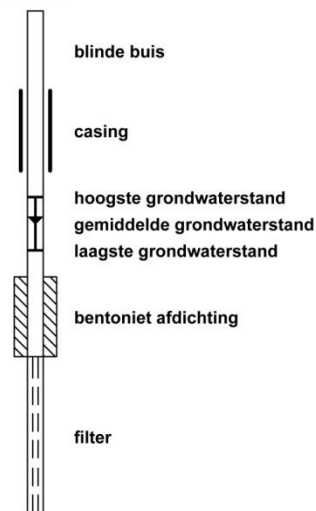 blinde buis
casing
hoogste grondwaterstand
gemiddelde grondwaterstand
laagste grondwaterstand
bentoniet afdichting
filter